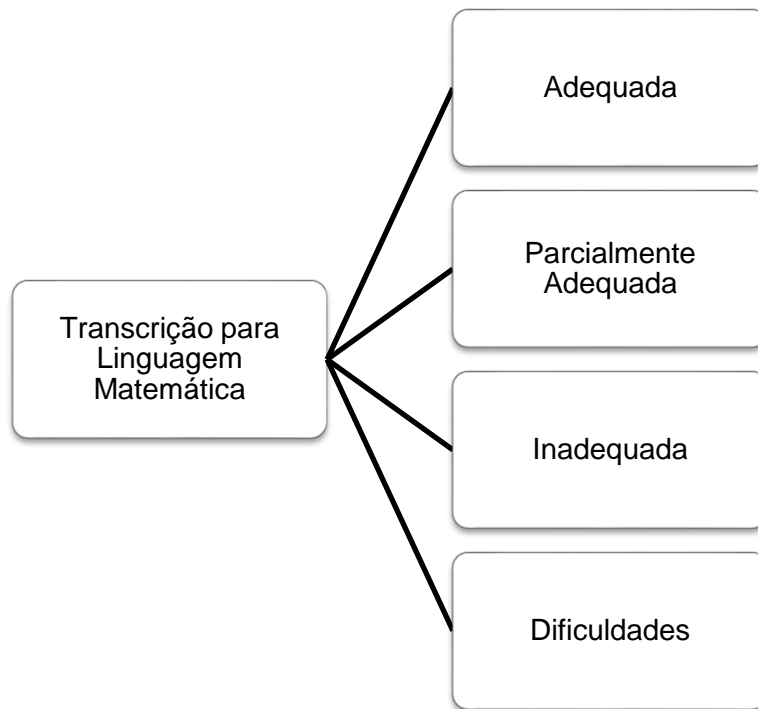 Adequada
Parcialmente
Adequada
Transcrição para
Linguagem
Matemática
Inadequada
Dificuldades